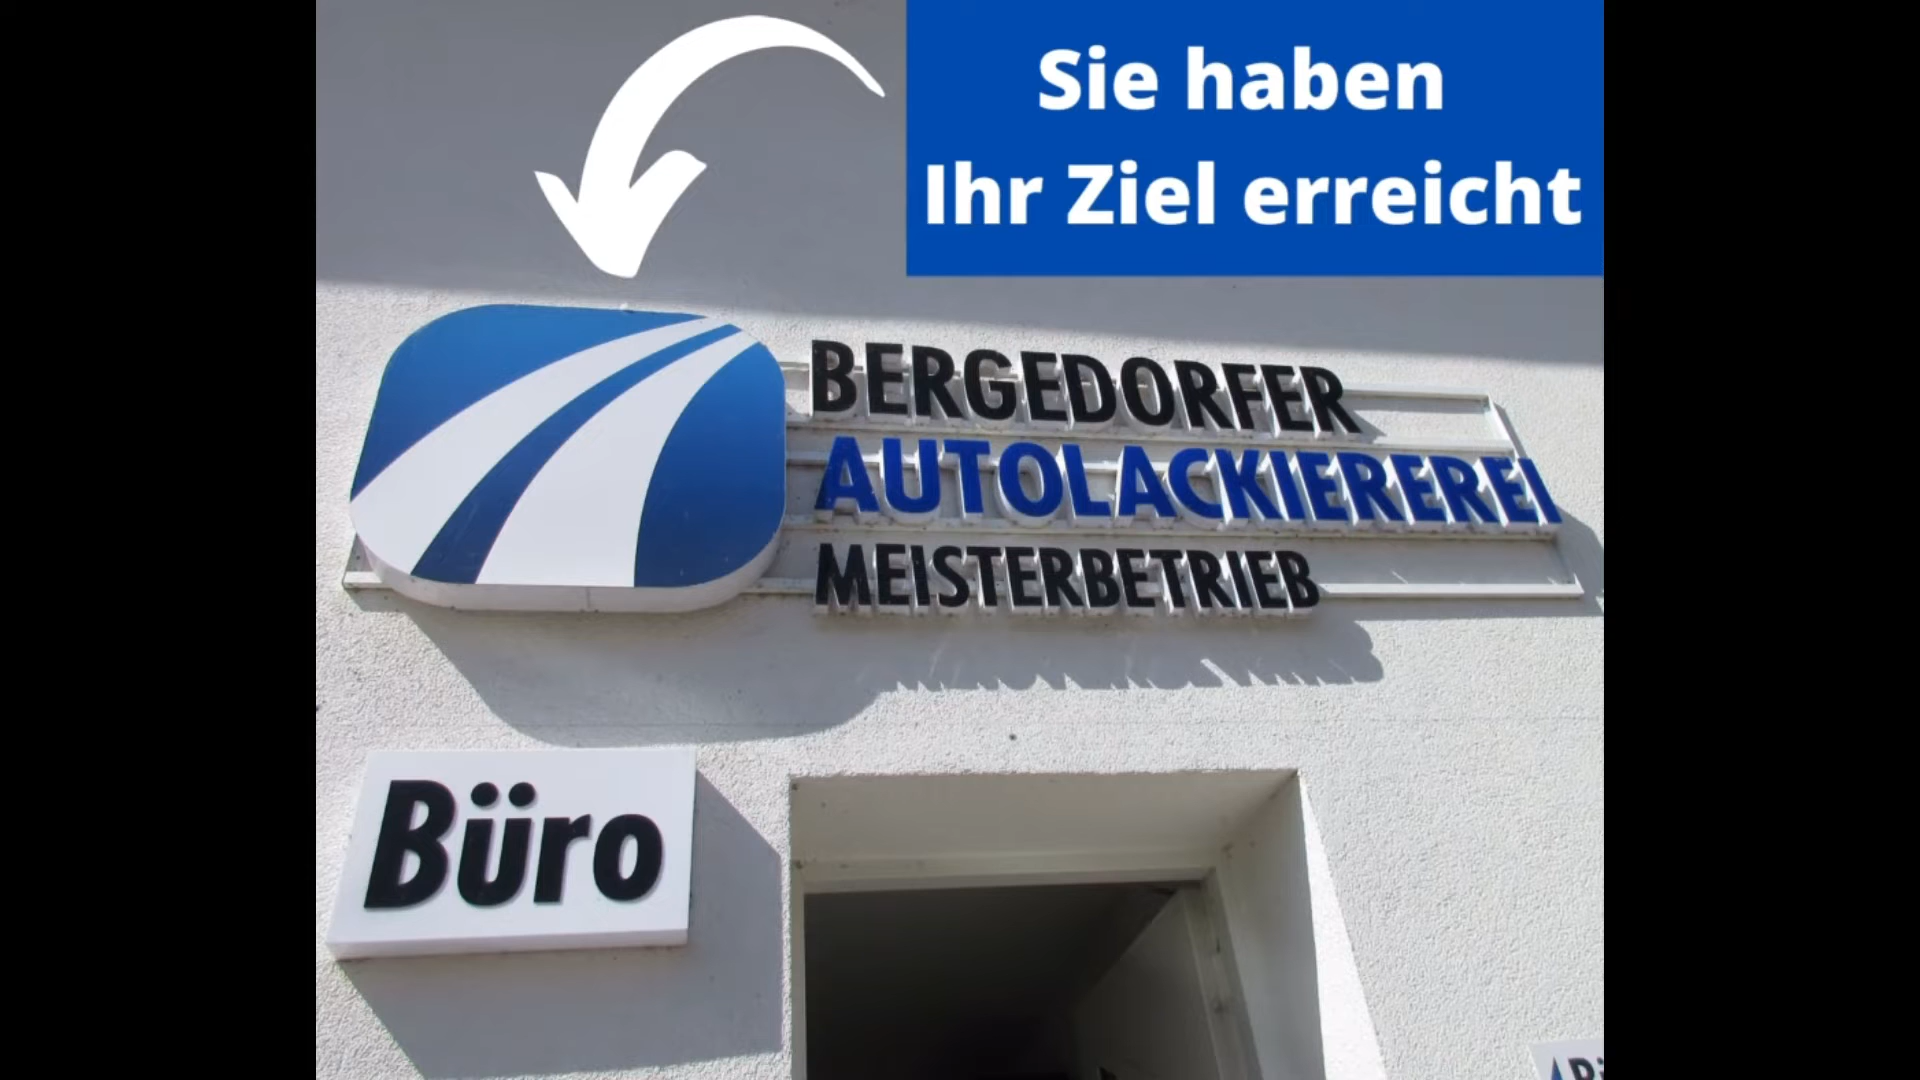 Sie haben
Ihr Ziel erreicht
BERGEDORFER
AUTOLACKIEREREI
MEISTERBETRIEB
Büro